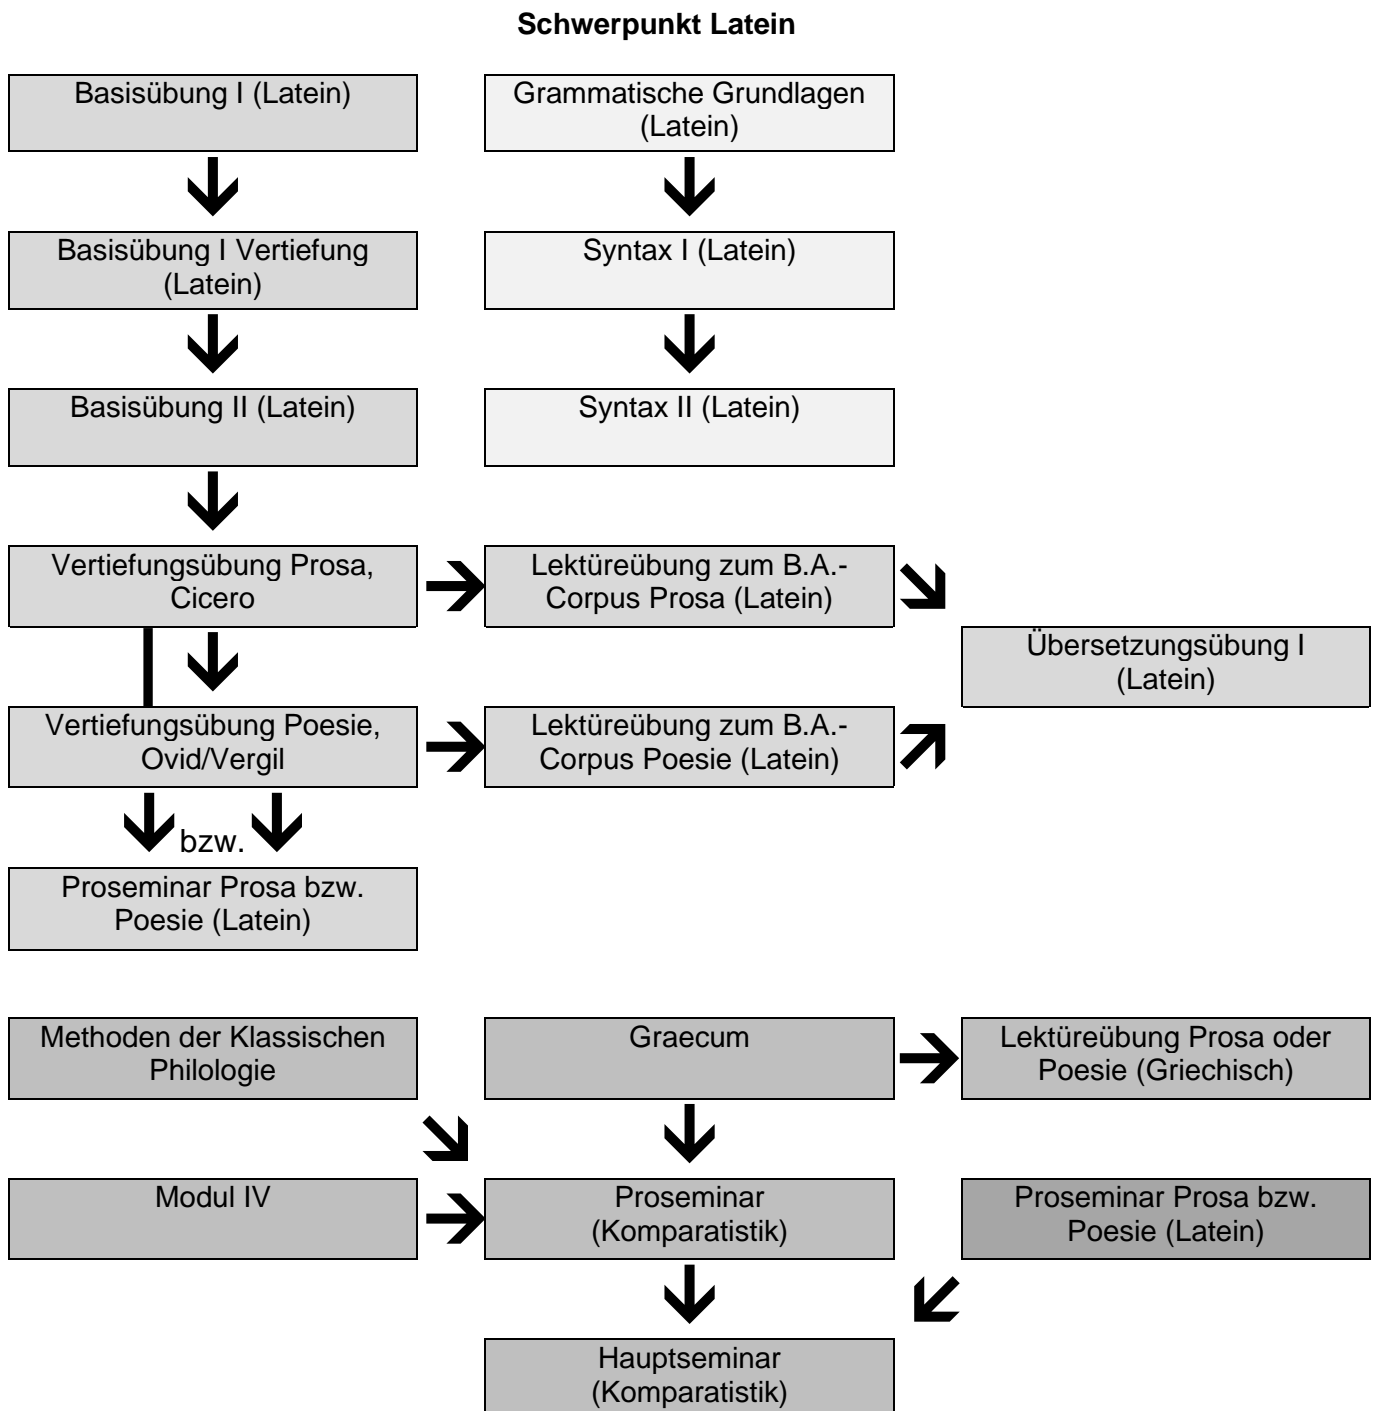 Schwerpunkt Latein
Basisübung I (Latein)
Grammatische Grundlagen
(Latein)
Basisübung I Vertiefung
(Latein)
Syntax I (Latein)
Basisübung II (Latein)
Syntax II (Latein)
Vertiefungsübung Prosa,
Cicero
Lektüreübung zum B.A.-
Corpus Prosa (Latein)
Übersetzungsübung I
(Latein)
Vertiefungsübung Poesie,
Ovid/Vergil
Lektüreübung zum B.A.-
Corpus Poesie (Latein)
bzw.
Proseminar Prosa bzw.
Poesie (Latein)
Methoden der Klassischen
Philologie
Graecum
Lektüreübung Prosa oder
Poesie (Griechisch)
Modul IV
Proseminar
(Komparatistik)
Proseminar Prosa bzw.
Poesie (Latein)
Hauptseminar
(Komparatistik)